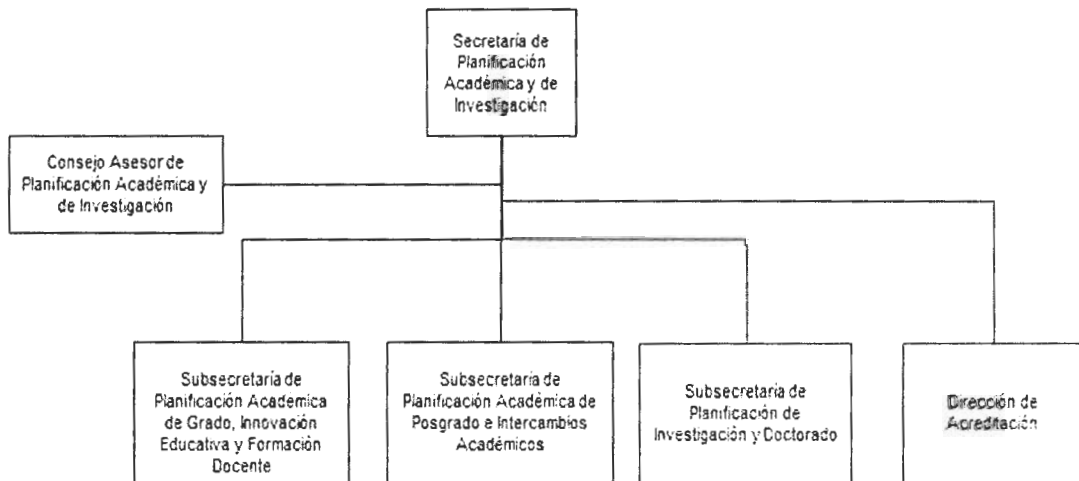 Secretaría de
Planificación
Académica y de
Investigación
Consejo Asesor de
Planificación Académica y
de Investigación
Subsecretaría de
Planificación Academica
de Grado, Innovación
Educativa y Formación
Docente
Subsecretaría de
Planificación Académica de
Posgrado e Intercambios
Académicos
Subsecretaría de
Planificación de
Investigación y Doctorado
Dirección de
Acreditación